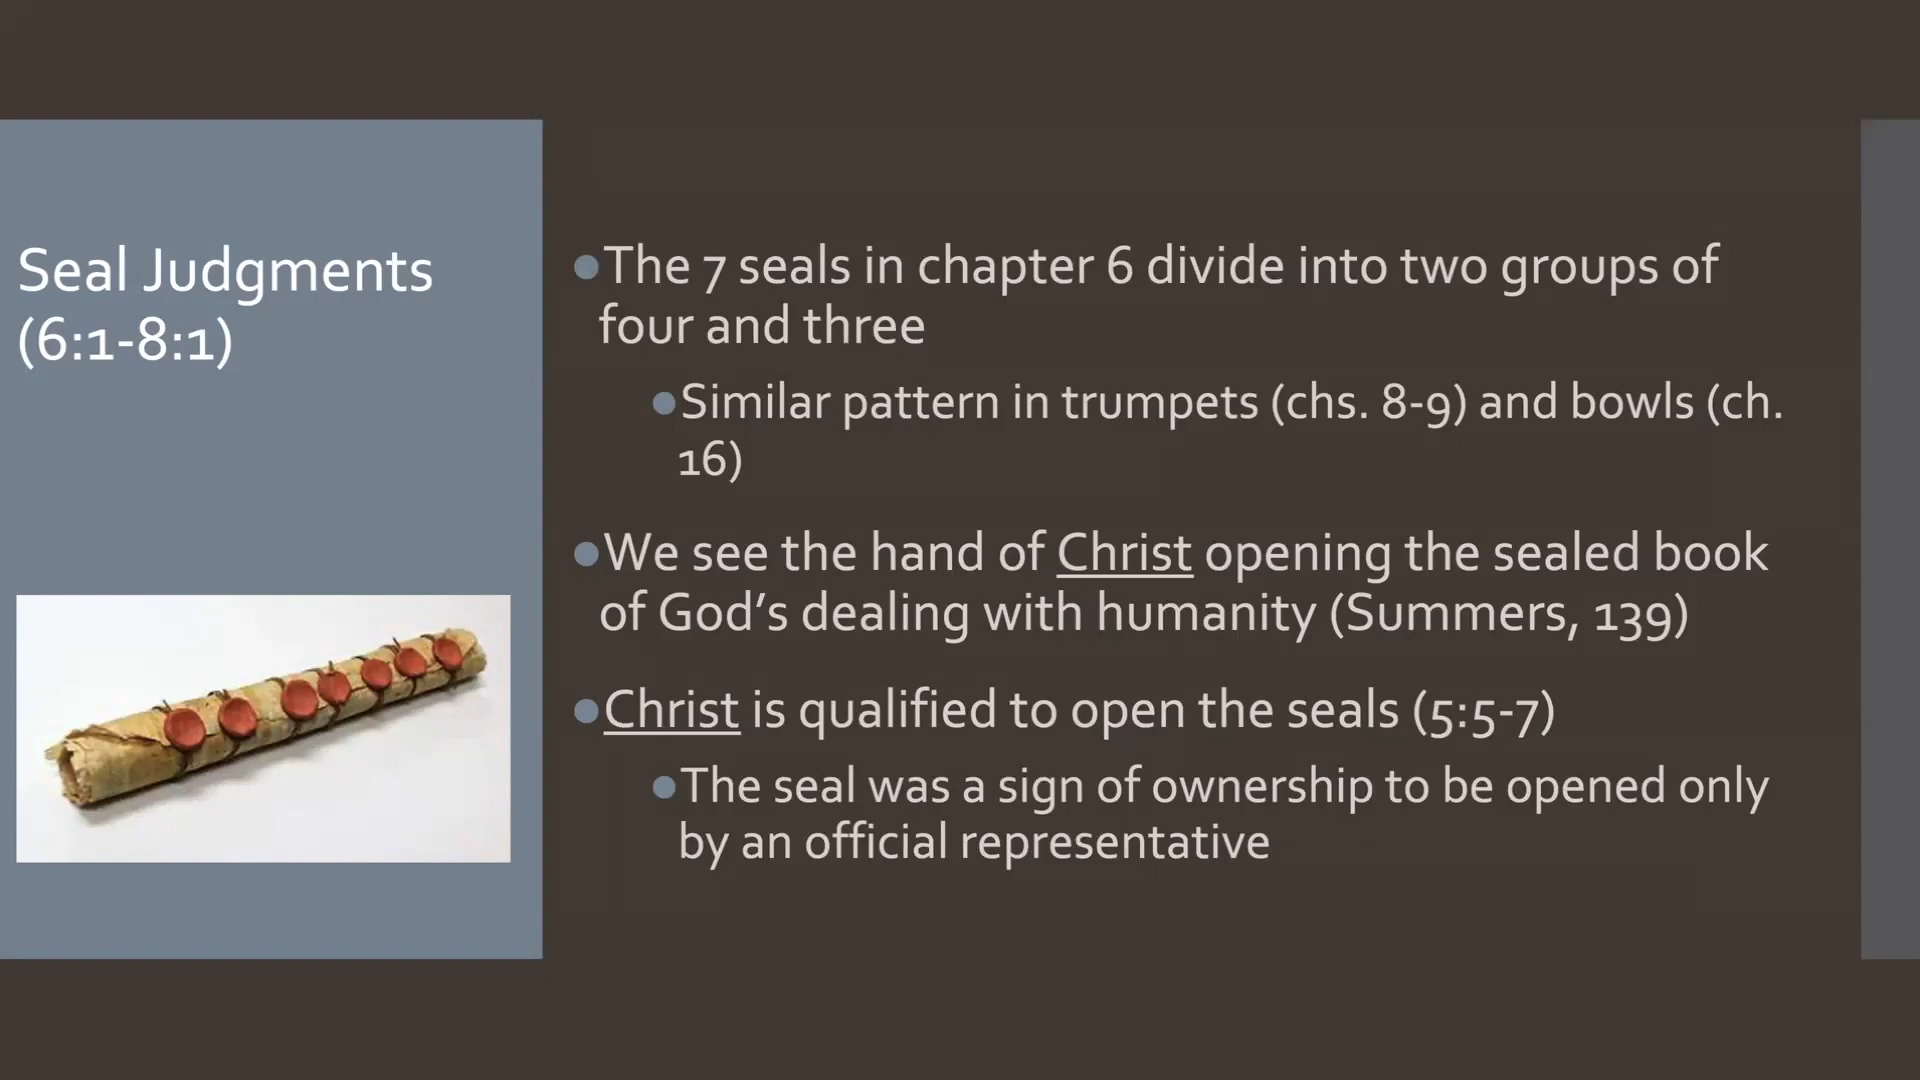 Seal Judgments
(6:1-8:1)
●The 7 seals in chapter 6 divide into two groups of
four and three
●Similar pattern in trumpets (chs. 8-9) and bowls (ch.
16)
●We see the hand of Christ opening the sealed book
of God’s dealing with humanity (Summers, 139)
●Christ is qualified to open the seals (5:5-7)
●The seal was a sign of ownership to be opened only
by an official representative